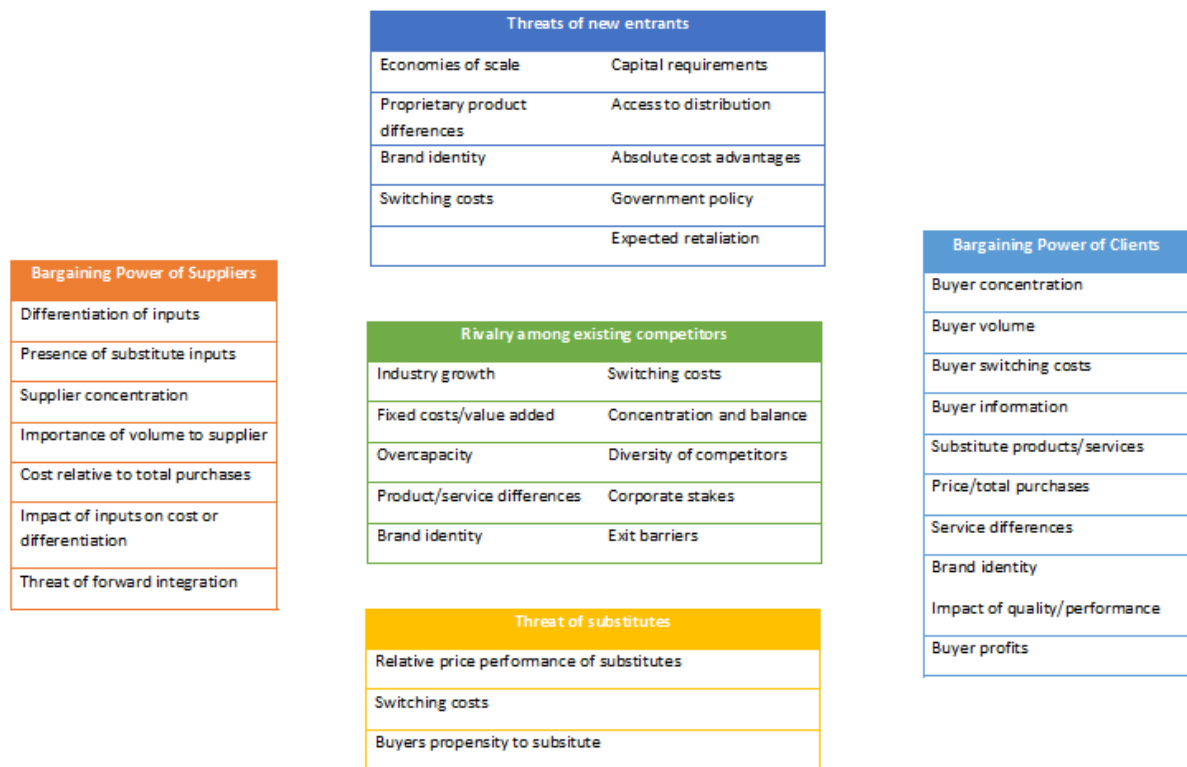 Threats of new entrants
Economies of scale
Capital requirements
Proprietary product
differences
Access to distribution
Brand identity
Absolute cost advantages
Switching costs
Government policy
Expected retaliation
Bargaining Power of Suppliers
Differentiation of inputs
Presence of substitute inputs
Supplier concentration
Importance of volume to supplier
Cost relative to total purchases
Impact of inputs on cost or
differentiation
Threat of forward integration
Rivalry among existing competitors
Industry growth
Switching costs
Fixed costs/value added
Concentration and balance
Overcapacity
Diversity of competitors
Product/service differences
Corporate stakes
Brand identity
Exit barriers
Bargaining Power of Clients
Buyer concentration
Buyer volume
Buyer switching costs
Buyer information
Substitute products/services
Price/total purchases
Service differences
Brand identity
Impact of quality/performance
Buyer profits
Threat of substitutes
Relative price performance of substitutes
Switching costs
Buyers propensity to subsitute